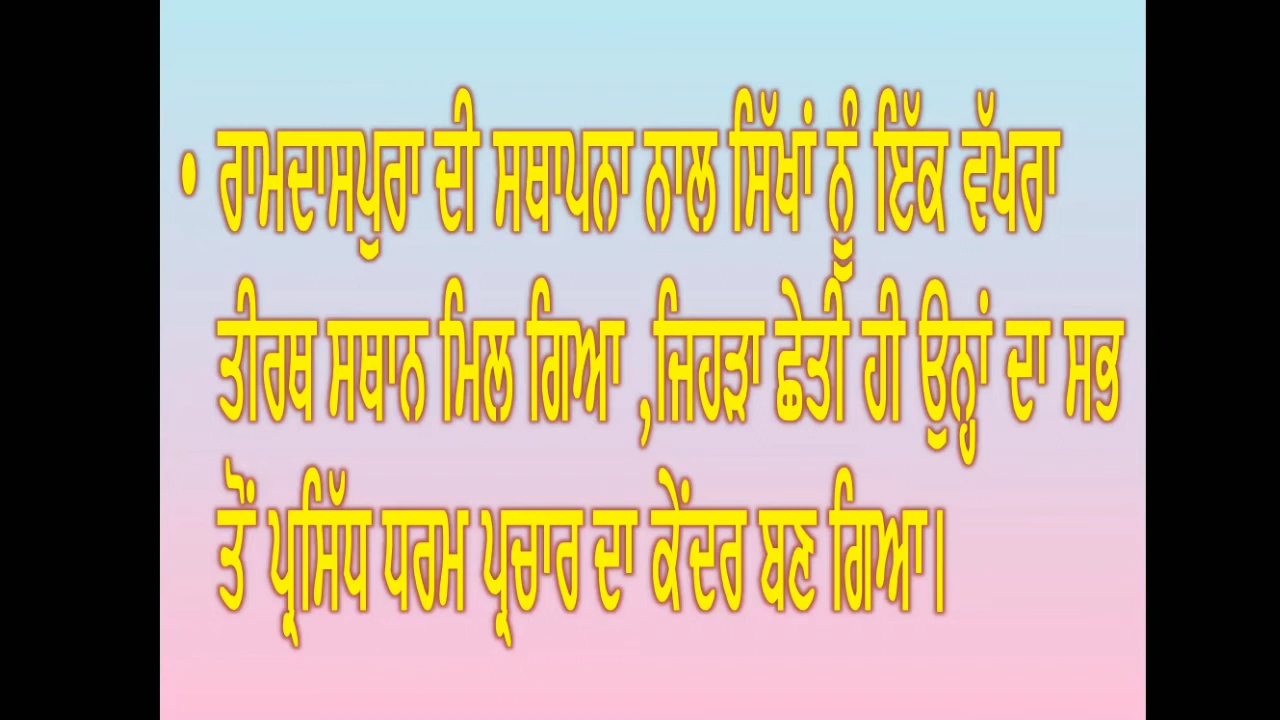 • ਰਾਮਦਾਸਪੁਰਾ ਦੀ ਸਥਾਪਨਾ ਨਾਲ ਸਿੱਖਾਂ ਨੂੰ ਇੱਕ ਵੱਖਰਾ
ਤੀਰਥ ਸਥਾਨ ਮਿਲ ਗਿਆ ,ਜਿਹੜਾ ਛੇਤੀ ਹੀ ਉਨ੍ਹਾਂ ਦਾ ਸਭ
ਤੋਂ ਪ੍ਰਸਿੱਧ ਧਰਮ ਪ੍ਰਚਾਰ ਦਾ ਕੇਂਦਰ ਬਣ ਗਿਆ।